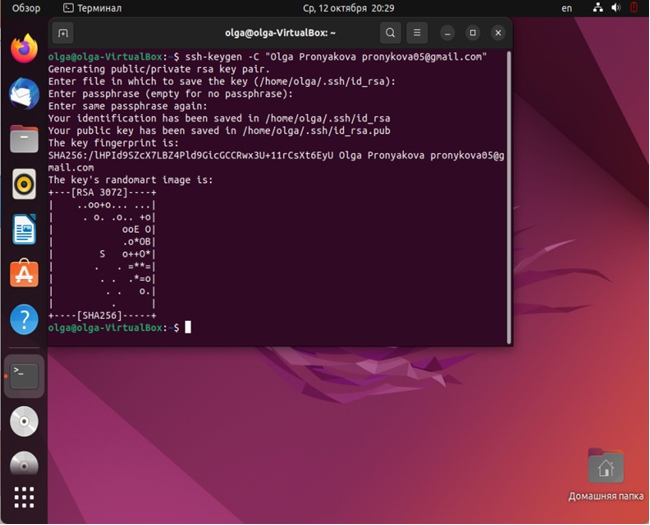 Обзор
Терминал
Ср, 12 октября 20:29
en
olga@olga-VirtualBox: ~
olga@olga-VirtualBox:~$ ssh-keygen -C "Olga Pronyakova pronykova05@gmail.com"
Generating public/private rsa key pair.
Enter file in which to save the key (/home/olga/.ssh/id_rsa):
Enter passphrase (empty for no passphrase):
Enter same passphrase again:
Your identification has been saved in /home/olga/.ssh/id_rsa
Your public key has been saved in /home/olga/.ssh/id_rsa.pub
The key fingerprint is:
SHA256:/lHPId9SZcX7LBZ4Pld9GicGCCRwx3U+11rCsXt6EyU Olga Pronyakova pronykova05@g
mail.com
The key's randomart image is:
+---[RSA 3072]----+
|    ..oo+o... ...|
|     . o. .o.. +o|
|            ooE O|
|            .o*OB|
|        S   o++O*|
|       .   . =**=|
|        . .  .*=o|
|         . .   o.|
|          .      |
+----[SHA256]-----+
olga@olga-VirtualBox:~$
Домашняя папка